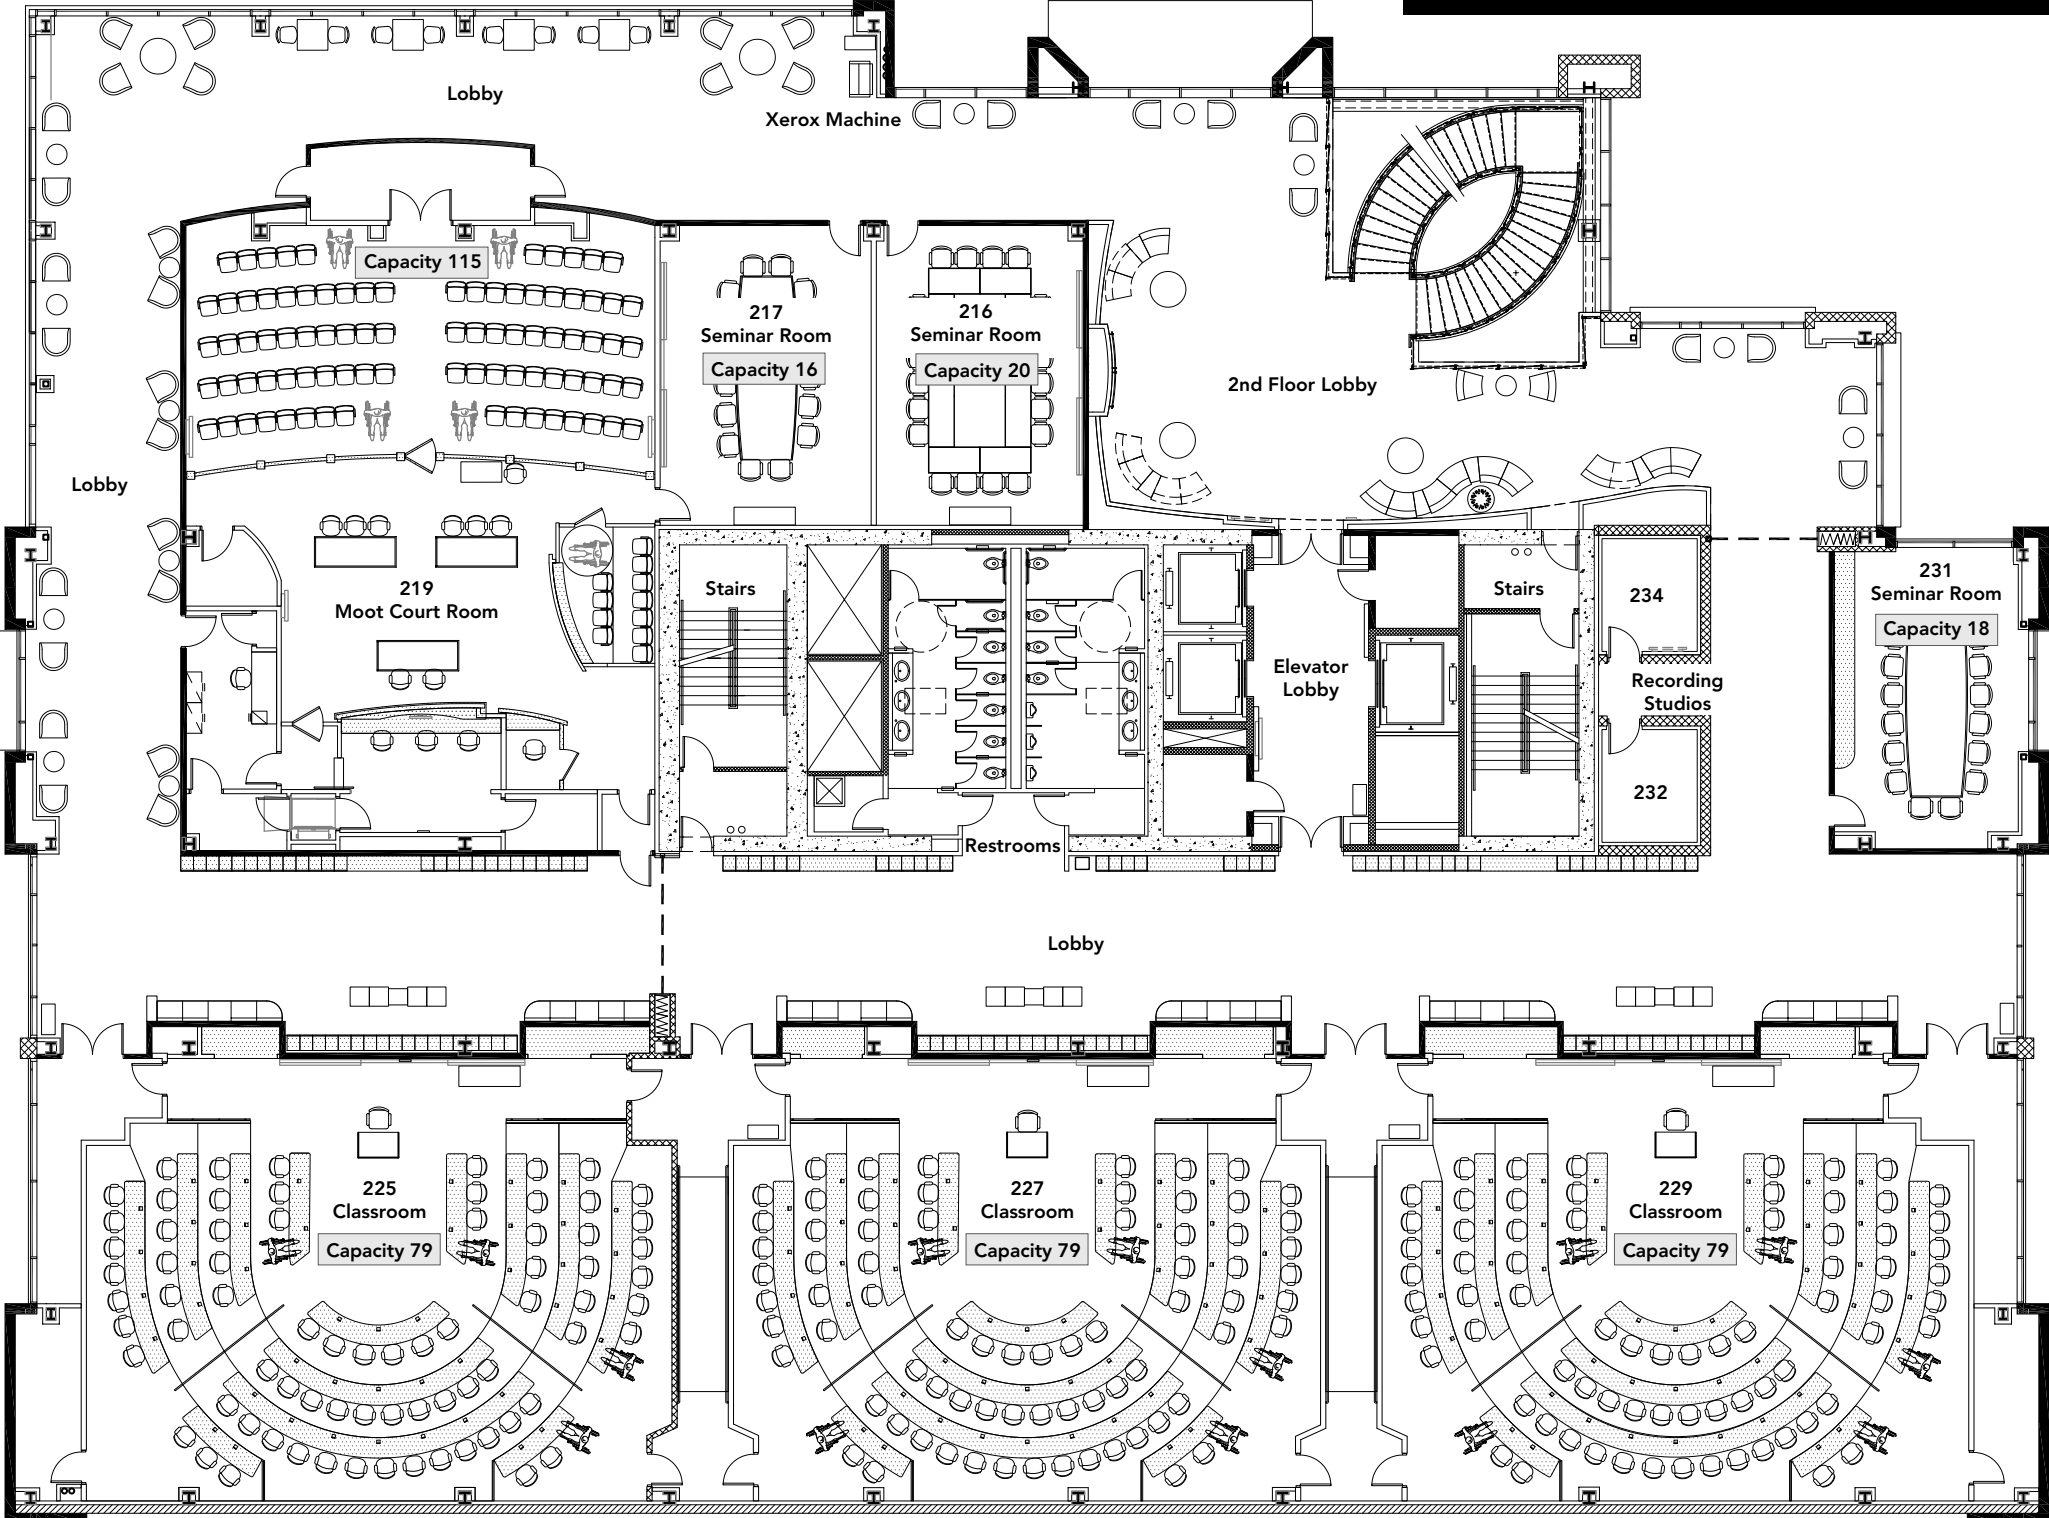 Lobby
Xerox Machine
Capacity 115
217
Seminar Room
Capacity 16
216
Seminar Room
Capacity 20
2nd Floor Lobby
Lobby
219
Moot Court Room
Stairs
Elevator
Lobby
Stairs
234
Recording
Studios
232
231
Seminar Room
Capacity 18
Restrooms
Lobby
225
Classroom
Capacity 79
227
Classroom
Capacity 79
229
Classroom
Capacity 79